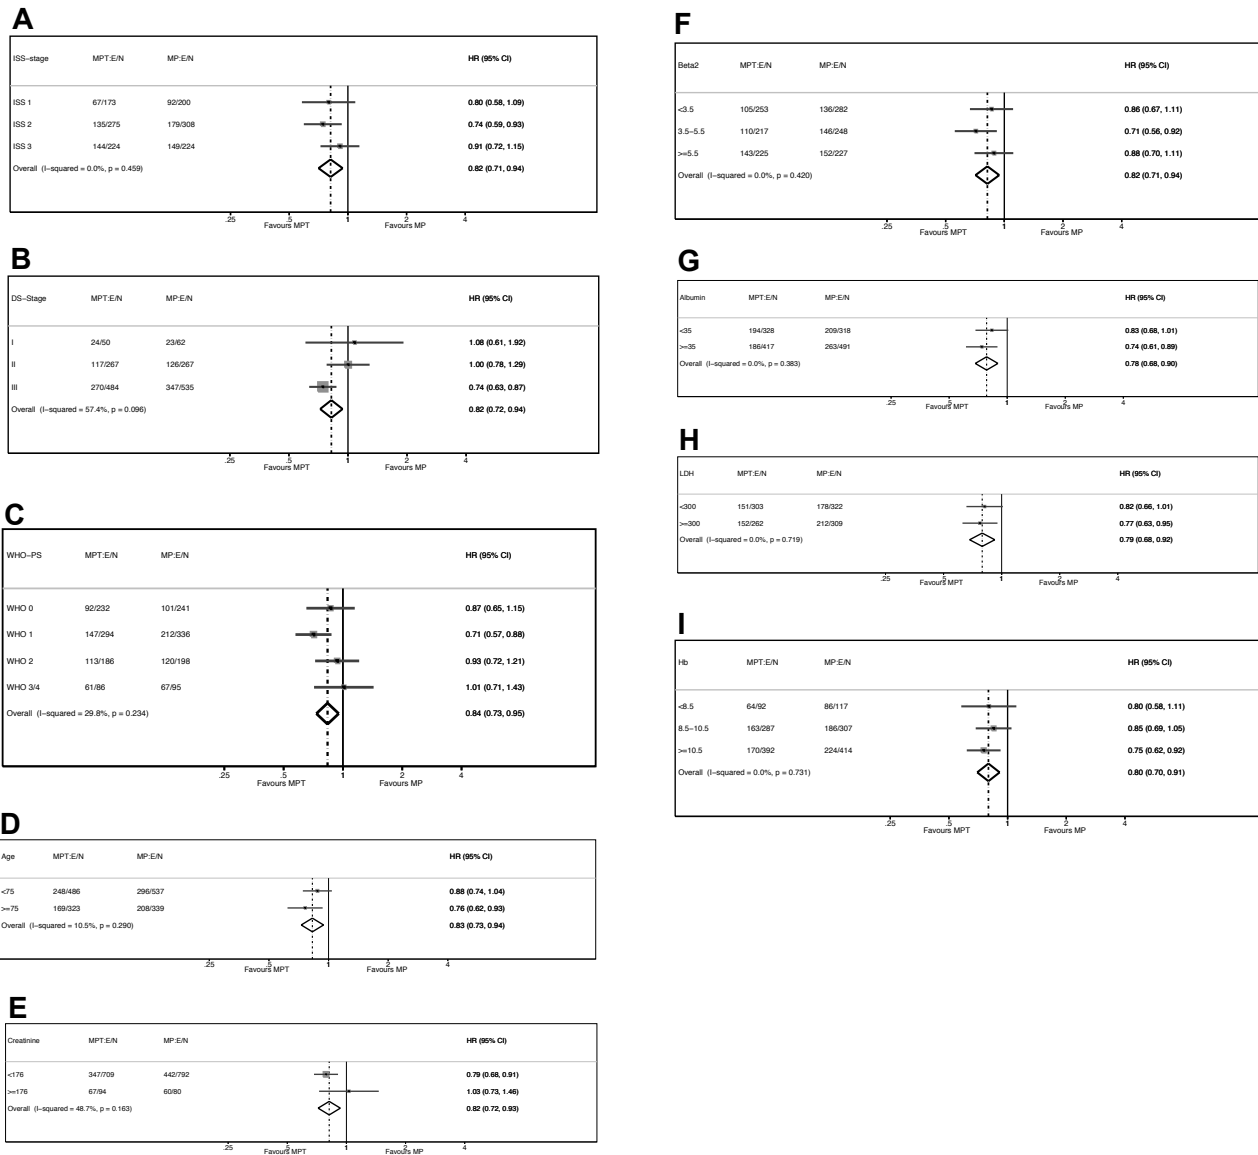 A
ISS-stage MPT:E/N MP:E/N HR (95% CI)
ISS 1 67/173 92/200 0.80 (0.58, 1.09)
ISS 2 135/275 179/308 0.74 (0.59, 0.93)
ISS 3 144/224 149/224 0.91 (0.72, 1.15)
Overall (I-squared = 0.0%, p = 0.459) 0.82 (0.71, 0.94)
.25 .5 1 2 4
Favours MPT Favours MP
B
DS-Stage MPT:E/N MP:E/N HR (95% CI)
I 24/50 23/62 1.08 (0.61, 1.92)
II 117/267 126/267 1.00 (0.78, 1.29)
III 270/484 347/535 0.74 (0.63, 0.87)
Overall (I-squared = 57.4%, p = 0.096) 0.82 (0.72, 0.94)
.25 .5 1 2 4
Favours MPT Favours MP
C
WHO-PS MPT:E/N MP:E/N HR (95% CI)
WHO 0 92/232 101/241 0.87 (0.65, 1.15)
WHO 1 147/294 212/336 0.71 (0.57, 0.88)
WHO 2 113/186 120/198 0.93 (0.72, 1.21)
WHO 3/4 61/86 67/95 1.01 (0.71, 1.43)
Overall (I-squared = 29.8%, p = 0.234) 0.84 (0.73, 0.95)
.25 .5 1 2 4
Favours MPT Favours MP
D
Age MPT:E/N MP:E/N HR (95% CI)
<75 248/486 296/537 0.88 (0.74, 1.04)
>=75 169/323 208/339 0.76 (0.62, 0.93)
Overall (I-squared = 10.5%, p = 0.290) 0.83 (0.73, 0.94)
.25 .5 1 2 4
Favours MPT Favours MP
E
Creatinine MPT:E/N MP:E/N HR (95% CI)
<176 347/709 442/792 0.79 (0.68, 0.91)
>=176 67/94 60/80 1.03 (0.73, 1.46)
Overall (I-squared = 48.7%, p = 0.163) 0.82 (0.72, 0.93)
.25 .5 1 2 4
Favours MPT Favours MP
F
Beta2 MPT:E/N MP:E/N HR (95% CI)
<3.5 105/253 136/282 0.86 (0.67, 1.11)
3.5-5.5 110/217 146/248 0.71 (0.56, 0.92)
>=5.5 143/225 152/227 0.88 (0.70, 1.11)
Overall (I-squared = 0.0%, p = 0.420) 0.82 (0.71, 0.94)
.25 .5 1 2 4
Favours MPT Favours MP
G
Albumin MPT:E/N MP:E/N HR (95% CI)
<35 194/328 209/318 0.83 (0.68, 1.01)
>=35 186/417 263/491 0.74 (0.61, 0.89)
Overall (I-squared = 0.0%, p = 0.383) 0.78 (0.68, 0.90)
.25 .5 1 2 4
Favours MPT Favours MP
H
LDH MPT:E/N MP:E/N HR (95% CI)
<300 151/303 178/322 0.82 (0.66, 1.01)
>=300 152/262 212/309 0.77 (0.63, 0.95)
Overall (I-squared = 0.0%, p = 0.719) 0.79 (0.68, 0.92)
.25 .5 1 2 4
Favours MPT Favours MP
I
Hb MPT:E/N MP:E/N HR (95% CI)
<8.5 64/92 86/117 0.80 (0.58, 1.11)
8.5-10.5 163/287 186/307 0.85 (0.69, 1.05)
>=10.5 170/392 224/414 0.75 (0.62, 0.92)
Overall (I-squared = 0.0%, p = 0.731) 0.80 (0.70, 0.91)
.25 .5 1 2 4
Favours MPT Favours MP